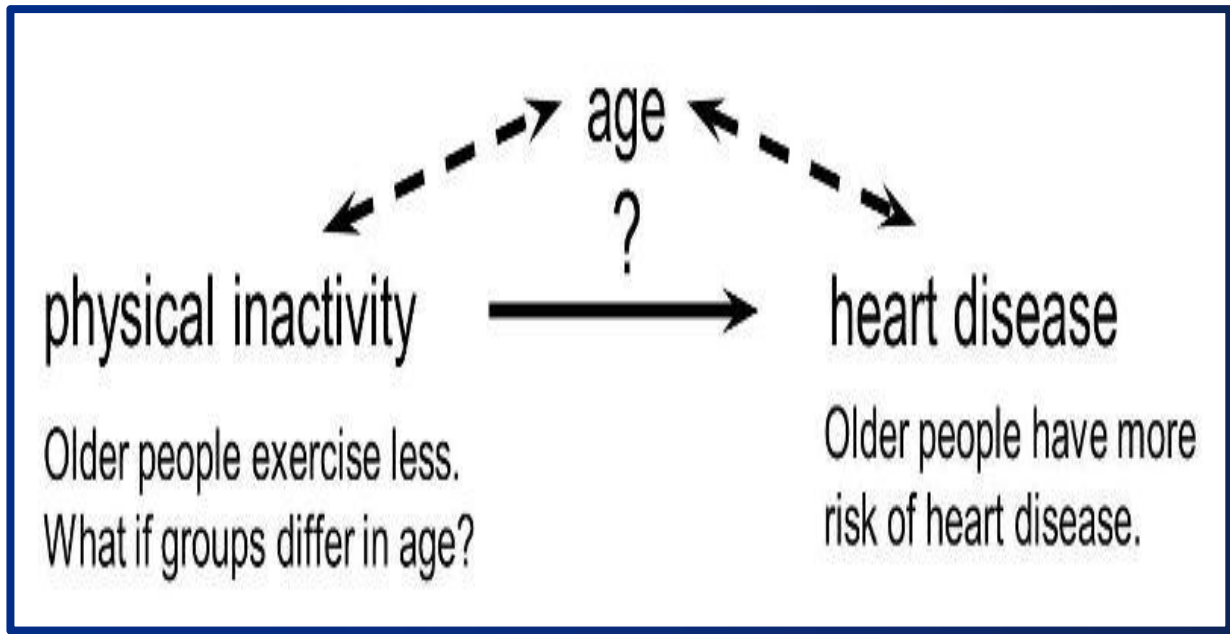 age
?
physical inactivity
heart disease
Older people exercise less.
What if groups differ in age?
Older people have more
risk of heart disease.